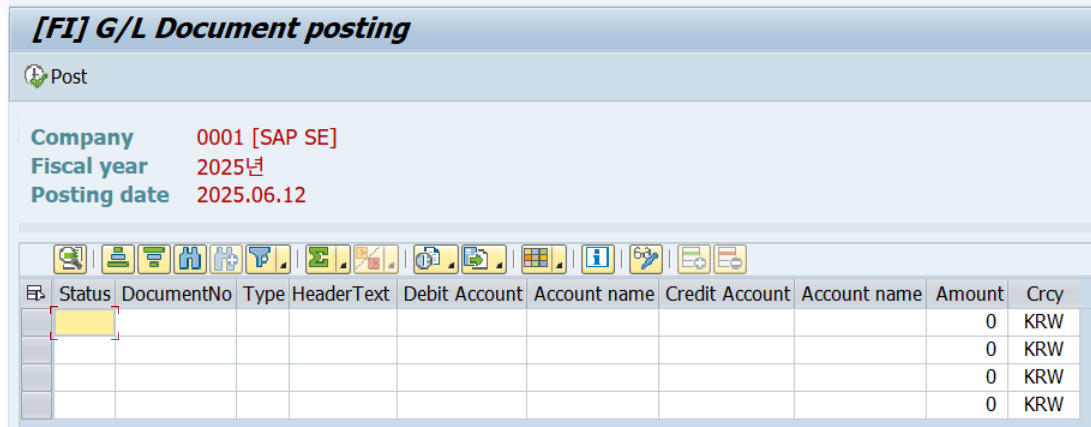 [FI] G/L Document posting
Post
Company 0001 [SAP SE]
Fiscal year 2025년
Posting date 2025.06.12
Status DocumentNo Type HeaderText Debit Account Account name Credit Account Account name Amount Crcy
0 KRW
0 KRW
0 KRW
0 KRW